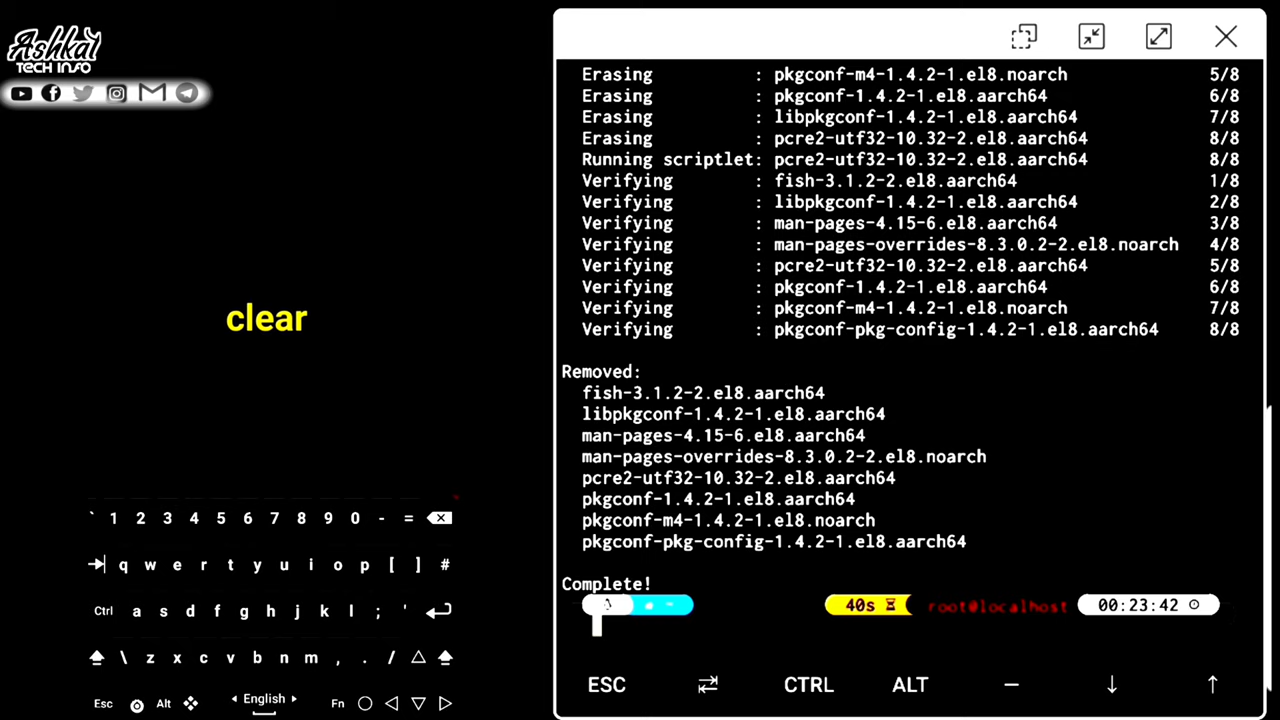 Ashkal
TECH INFO
clear
` 1 2 3 4 5 6 7 8 9 0 - =
q w e r t y u i o p [ ] #
Ctrl a s d f g h j k l ; '
\ z x c v b n m , . /
Esc Alt English Fn
Erasing : pkgconf-m4-1.4.2-1.el8.noarch 5/8
Erasing : pkgconf-1.4.2-1.el8.aarch64 6/8
Erasing : libpkgconf-1.4.2-1.el8.aarch64 7/8
Erasing : pcre2-utf32-10.32-2.el8.aarch64 8/8
Running scriptlet: pcre2-utf32-10.32-2.el8.aarch64 8/8
Verifying : fish-3.1.2-2.el8.aarch64 1/8
Verifying : libpkgconf-1.4.2-1.el8.aarch64 2/8
Verifying : man-pages-4.15-6.el8.aarch64 3/8
Verifying : man-pages-overrides-8.3.0.2-2.el8.noarch 4/8
Verifying : pcre2-utf32-10.32-2.el8.aarch64 5/8
Verifying : pkgconf-1.4.2-1.el8.aarch64 6/8
Verifying : pkgconf-m4-1.4.2-1.el8.noarch 7/8
Verifying : pkgconf-pkg-config-1.4.2-1.el8.aarch64 8/8
Removed:
fish-3.1.2-2.el8.aarch64
libpkgconf-1.4.2-1.el8.aarch64
man-pages-4.15-6.el8.aarch64
man-pages-overrides-8.3.0.2-2.el8.noarch
pcre2-utf32-10.32-2.el8.aarch64
pkgconf-1.4.2-1.el8.aarch64
pkgconf-m4-1.4.2-1.el8.noarch
pkgconf-pkg-config-1.4.2-1.el8.aarch64
Complete!
40s root@localhost 00:23:42
ESC CTRL ALT –